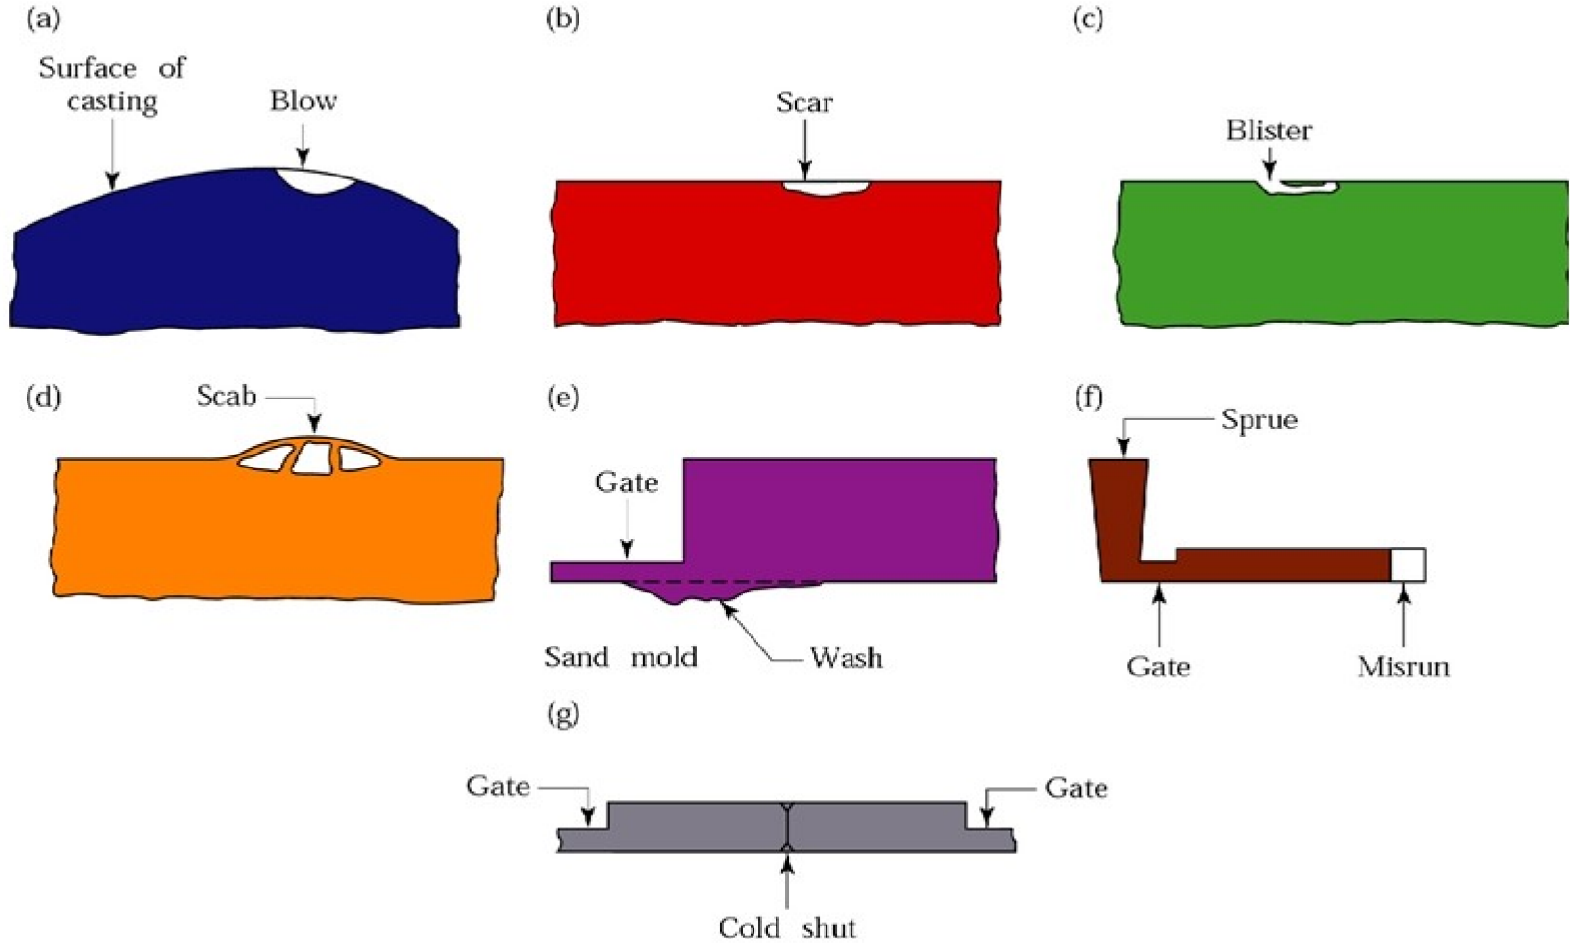 (a)
Surface of
casting
Blow
(b)
Scar
(c)
Blister
(d)
Scab
(e)
Gate
Sand mold
Wash
(f)
Sprue
Gate
Misrun
(g)
Gate
Gate
Cold shut